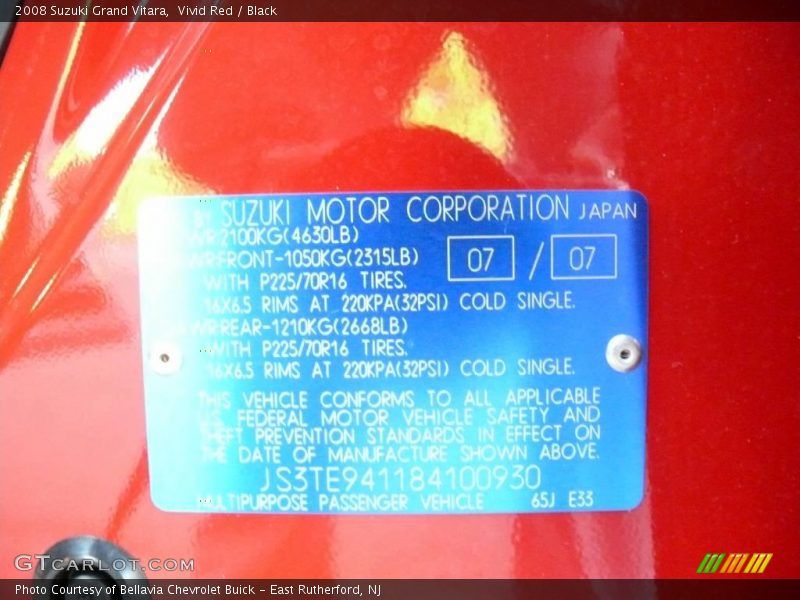 2008 Suzuki Grand Vitara,  Vivid Red / Black
BY SUZUKI MOTOR CORPORATION JAPAN
2100KG(4630LB)
07 / 07
FRONT-1050KG(2315LB)
WITH P225/70R16 TIRES.
16X6.5 RIMS AT 220KPA(32PSI) COLD SINGLE.
REAR-1210KG(2668LB)
WITH P225/70R16 TIRES.
16X6.5 RIMS AT 220KPA(32PSI) COLD SINGLE.
THIS VEHICLE CONFORMS TO ALL APPLICABLE
U.S. FEDERAL MOTOR VEHICLE SAFETY AND
THEFT PREVENTION STANDARDS IN EFFECT ON
THE DATE OF MANUFACTURE SHOWN ABOVE.
JS3TE941184100930
MULTIPURPOSE PASSENGER VEHICLE 65J E33
GTCARLOT.COM
Photo Courtesy of Bellavia Chevrolet Buick - East Rutherford, NJ